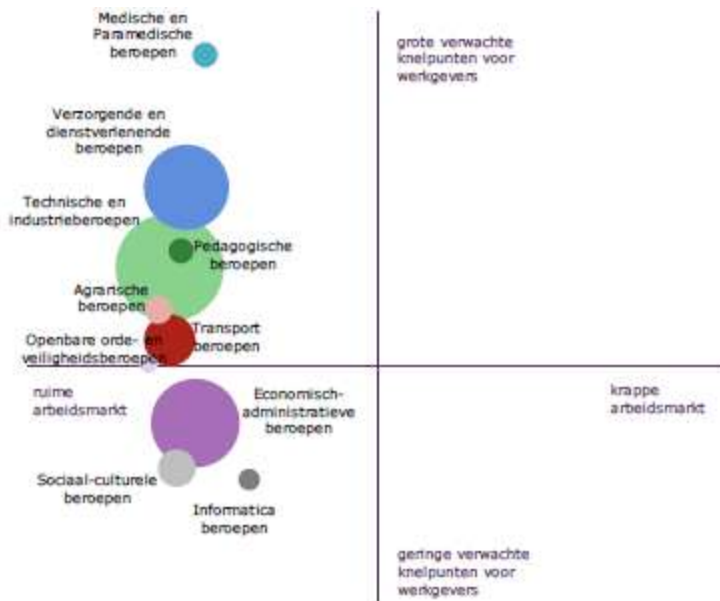 Medische en
Paramedische
beroepen
grote verwachte
knelpunten voor
werkgevers
Verzorgende en
dienstverlenende
beroepen
Technische en
industrieberoepen
Pedagogische
beroepen
Agrarische
beroepen
Transport
beroepen
Openbare orde- en
veiligheidsberoepen
ruime
arbeidsmarkt
krappe
arbeidsmarkt
Economisch-
administratieve
beroepen
Sociaal-culturele
beroepen
Informatica
beroepen
geringe verwachte
knelpunten voor
werkgevers